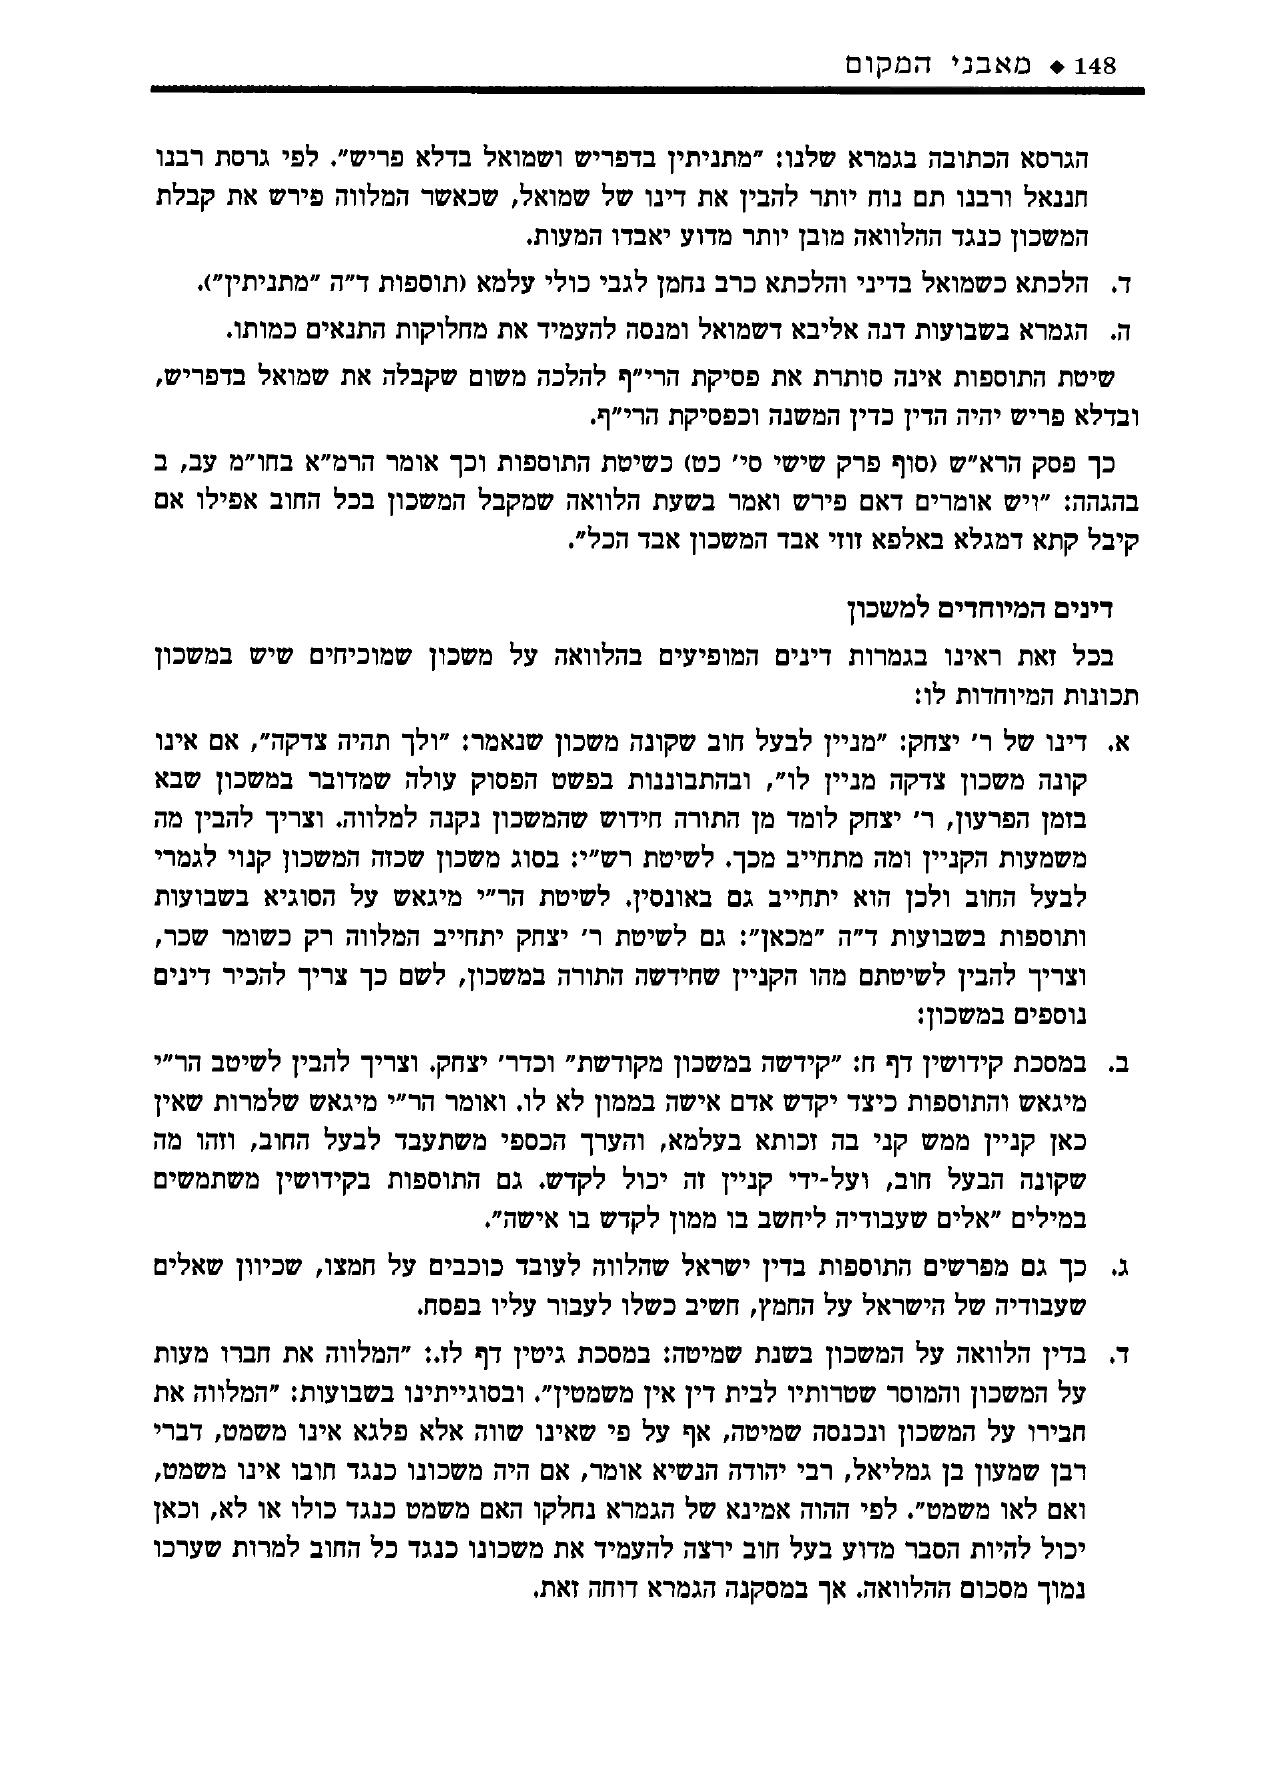 148 ◆ מאבני המקום
הגרסא הכתובה בגמרא שלנו: "מתניתין בדפריש ושמואל בדלא פריש". לפי גרסת רבנו
חננאל ורבנו תם נוח יותר להבין את דינו של שמואל, שכאשר המלווה פירש את קבלת
המשכון כנגד ההלוואה מובן יותר מדוע יאבדו המעות.
ד. הלכתא כשמואל בדיני והלכתא כרב נחמן לגבי כולי עלמא (תוספות ד"ה "מתניתין").
ה. הגמרא בשבועות דנה אליבא דשמואל ומנסה להעמיד את מחלוקות התנאים כמותו.
שיטת התוספות אינה סותרת את פסיקת הרי"ף להלכה משום שקבלה את שמואל בדפריש,
ובדלא פריש יהיה הדין כדין המשנה וכפסיקת הרי"ף.
כך פסק הרא"ש (סוף פרק שישי סי' כט) כשיטת התוספות וכך אומר הרמ"א בחו"מ עב, ב
בהגהה: "ויש אומרים דאם פירש ואמר בשעת הלוואה שמקבל המשכון בכל החוב אפילו אם
קיבל קתא דמגלא באלפא זוזי אבד המשכון אבד הכל".
דינים המיוחדים למשכון
בכל זאת ראינו בגמרות דינים המופיעים בהלוואה על משכון שמוכיחים שיש במשכון
תכונות המיוחדות לו:
א. דינו של ר' יצחק: "מניין לבעל חוב שקונה משכון שנאמר: "ולך תהיה צדקה", אם אינו
קונה משכון צדקה מניין לו", ובהתבוננות בפשט הפסוק עולה שמדובר במשכון שבא
בזמן הפרעון, ר' יצחק לומד מן התורה חידוש שהמשכון נקנה למלווה. וצריך להבין מה
משמעות הקניין ומה מתחייב מכך. לשיטת רש"י: בסוג משכון שכזה המשכון קנוי לגמרי
לבעל החוב ולכן הוא יתחייב גם באונסין. לשיטת הר"י מיגאש על הסוגיא בשבועות
ותוספות בשבועות ד"ה "מכאן": גם לשיטת ר' יצחק יתחייב המלווה רק כשומר שכר,
וצריך להבין לשיטתם מהו הקניין שחידשה התורה במשכון, לשם כך צריך להכיר דינים
נוספים במשכון:
ב. במסכת קידושין דף ח: "קידשה במשכון מקודשת" וכדר' יצחק. וצריך להבין לשיטב הר"י
מיגאש והתוספות כיצד יקדש אדם אישה בממון לא לו. ואומר הר"י מיגאש שלמרות שאין
כאן קניין ממש קני בה זכותא בעלמא, והערך הכספי משתעבד לבעל החוב, וזהו מה
שקונה הבעל חוב, ועל-ידי קניין זה יכול לקדש. גם התוספות בקידושין משתמשים
במילים "אלים שעבודיה ליחשב בו ממון לקדש בו אישה".
ג. כך גם מפרשים התוספות בדין ישראל שהלווה לעובד כוכבים על חמצו, שכיוון שאלים
שעבודיה של הישראל על החמץ, חשיב כשלו לעבור עליו בפסח.
ד. בדין הלוואה על המשכון בשנת שמיטה: במסכת גיטין דף לז.: "המלווה את חברו מעות
על המשכון והמוסר שטרותיו לבית דין אין משמטין". ובסוגייתינו בשבועות: "המלווה את
חבירו על המשכון ונכנסה שמיטה, אף על פי שאינו שווה אלא פלגא אינו משמט, דברי
רבן שמעון בן גמליאל, רבי יהודה הנשיא אומר, אם היה משכונו כנגד חובו אינו משמט,
ואם לאו משמט". לפי ההוה אמינא של הגמרא נחלקו האם משמט כנגד כולו או לא, וכאן
יכול להיות הסבר מדוע בעל חוב ירצה להעמיד את משכונו כנגד כל החוב למרות שערכו
נמוך מסכום ההלוואה. אך במסקנה הגמרא דוחה זאת.